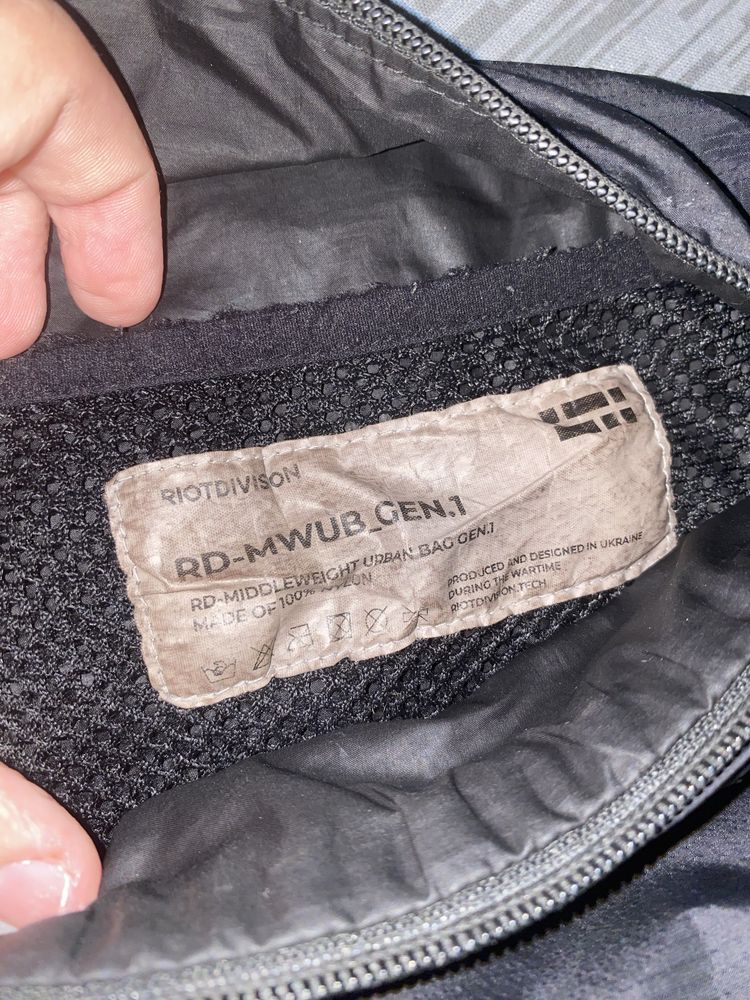 RIOTDIVISON
RD-MWUB_GEN.1
RD-MIDDLEWEIGHT URBAN BAG GEN.1
MADE OF 100% NYLON
PRODUCED AND DESIGNED IN UKRAINE
DURING THE WARTIME
RIOTDIVISION.TECH